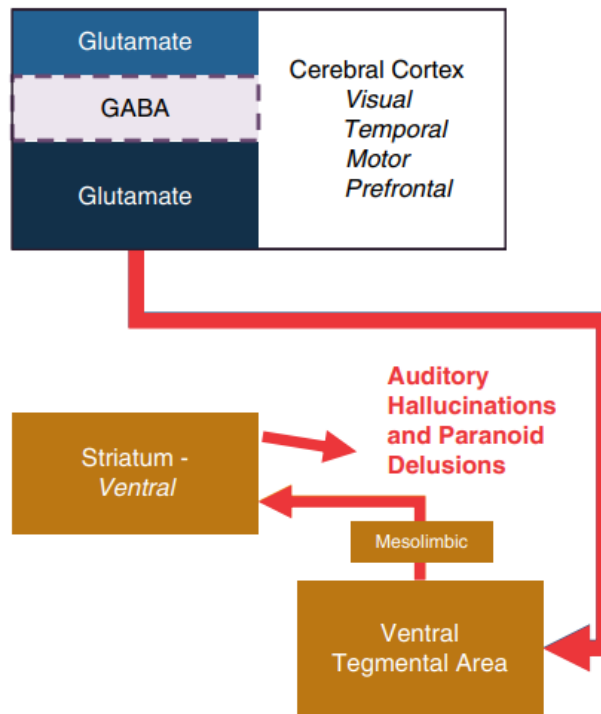 Glutamate
GABA
Glutamate
Cerebral Cortex
Visual
Temporal
Motor
Prefrontal
Auditory
Hallucinations
and Paranoid
Delusions
Striatum -
Ventral
Mesolimbic
Ventral
Tegmental Area